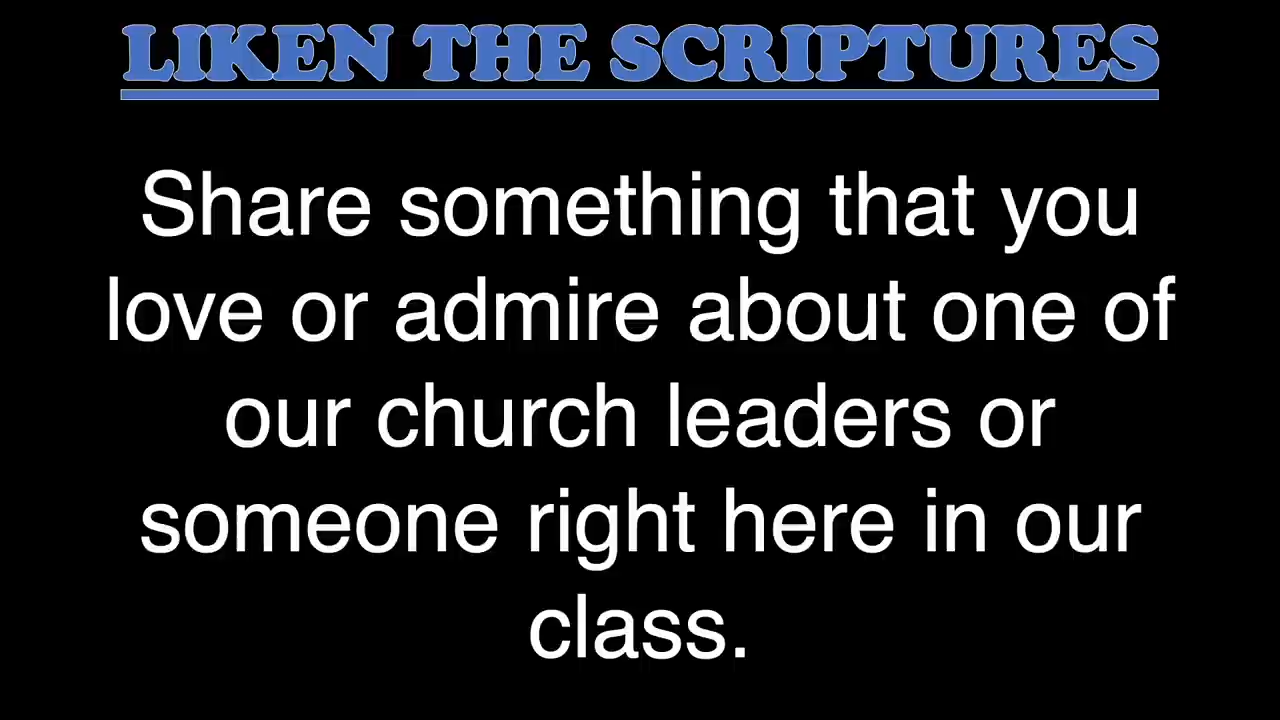 LIKEN THE SCRIPTURES
Share something that you
love or admire about one of
our church leaders or
someone right here in our
class.